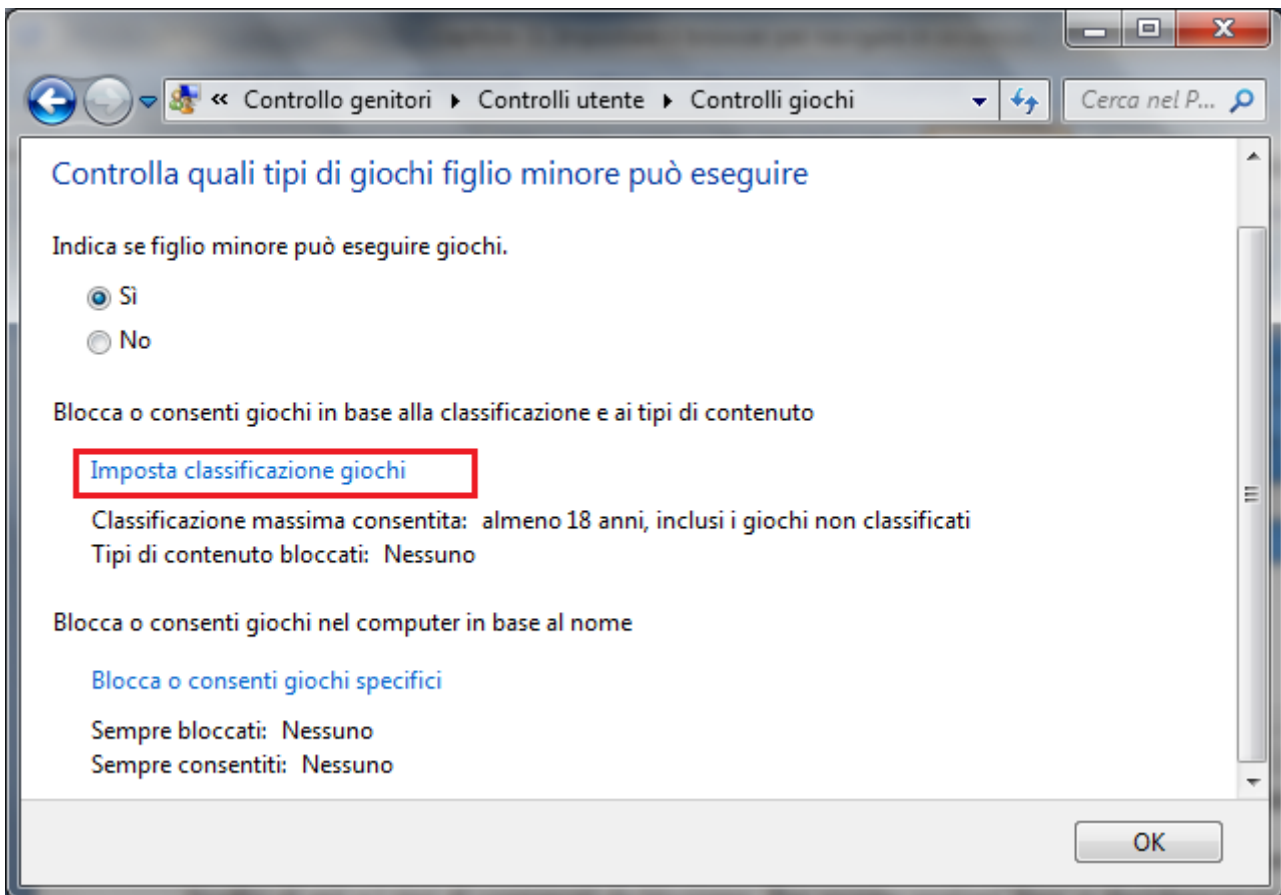 « Controllo genitori ▸ Controlli utente ▸ Controlli giochi
Cerca nel P...
Controlla quali tipi di giochi figlio minore può eseguire
Indica se figlio minore può eseguire giochi.
Sì
No
Blocca o consenti giochi in base alla classificazione e ai tipi di contenuto
Imposta classificazione giochi
Classificazione massima consentita: almeno 18 anni, inclusi i giochi non classificati
Tipi di contenuto bloccati: Nessuno
Blocca o consenti giochi nel computer in base al nome
Blocca o consenti giochi specifici
Sempre bloccati: Nessuno
Sempre consentiti: Nessuno
OK